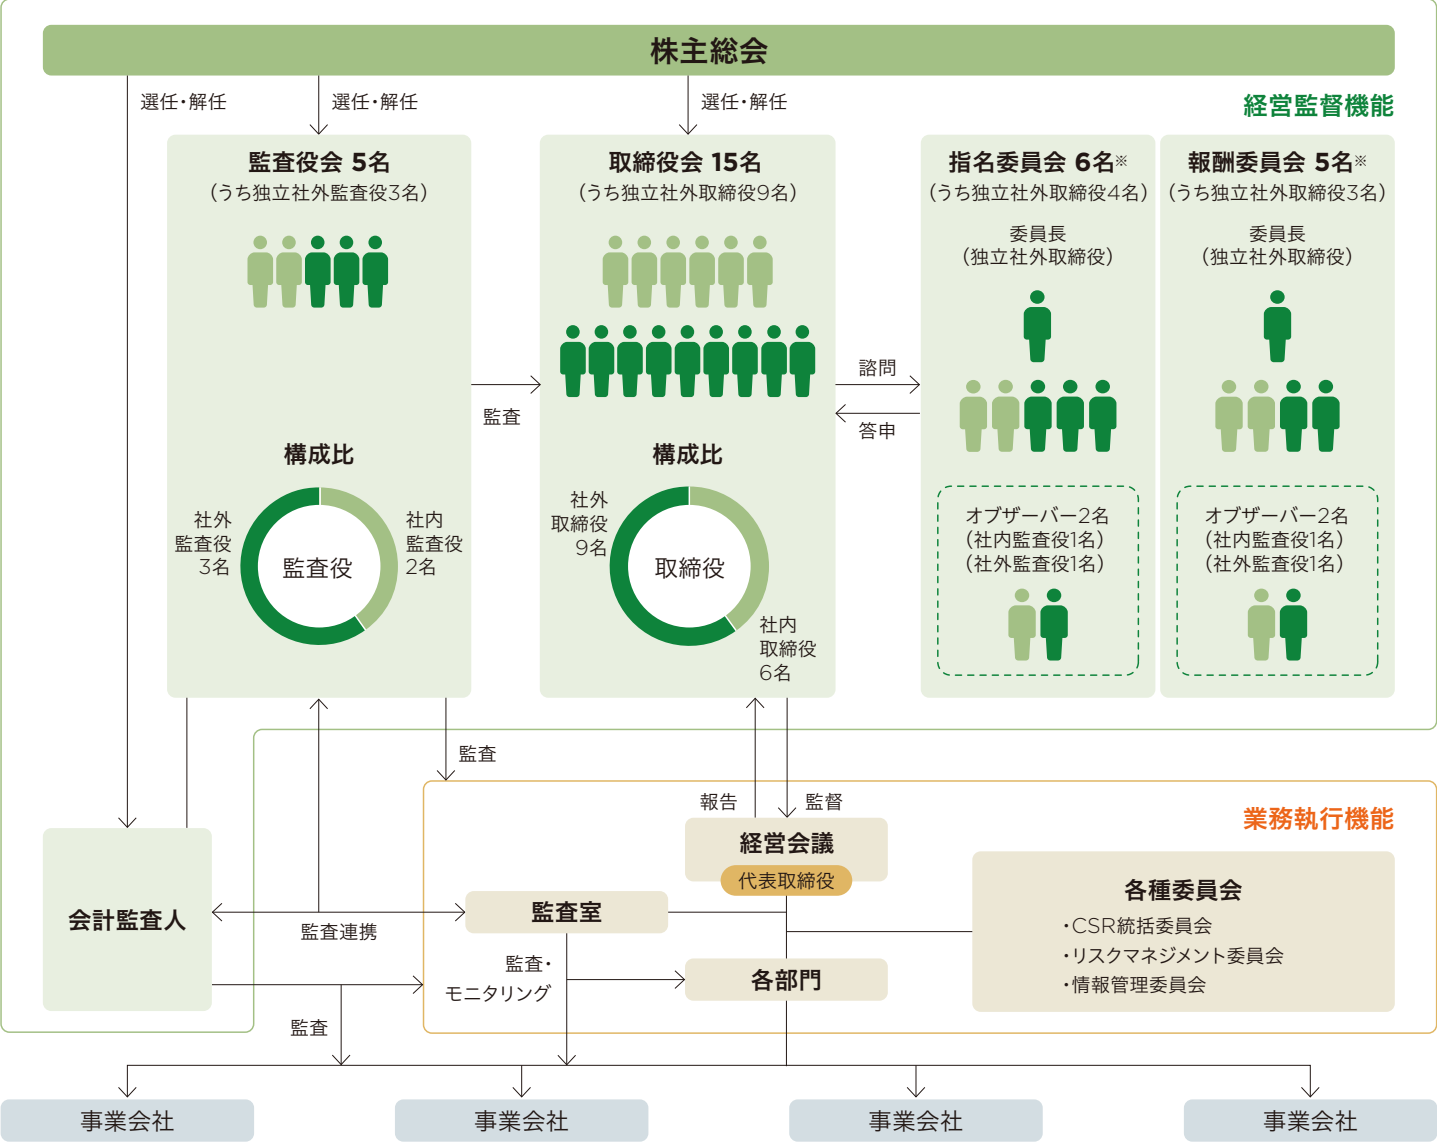 株主総会
選任・解任
選任・解任
選任・解任
経営監督機能
監査役会 5名
（うち独立社外監査役3名）
構成比
社外
監査役
3名
監査役
社内
監査役
2名
監査
取締役会 15名
（うち独立社外取締役9名）
構成比
社外
取締役
9名
取締役
社内
取締役
6名
諮問
答申
指名委員会 6名※
（うち独立社外取締役4名）
委員長
（独立社外取締役）
オブザーバー2名
（社内監査役1名）
（社外監査役1名）
報酬委員会 5名※
（うち独立社外取締役3名）
委員長
（独立社外取締役）
オブザーバー2名
（社内監査役1名）
（社外監査役1名）
監査
報告
監督
業務執行機能
経営会議
代表取締役
会計監査人
監査連携
監査室
監査・
モニタリング
各部門
各種委員会
・CSR統括委員会
・リスクマネジメント委員会
・情報管理委員会
監査
事業会社
事業会社
事業会社
事業会社